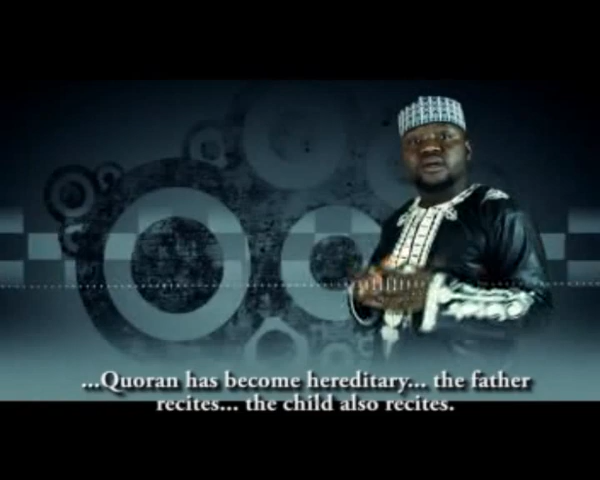 ...Quoran has become hereditary... the father
recites... the child also recites.